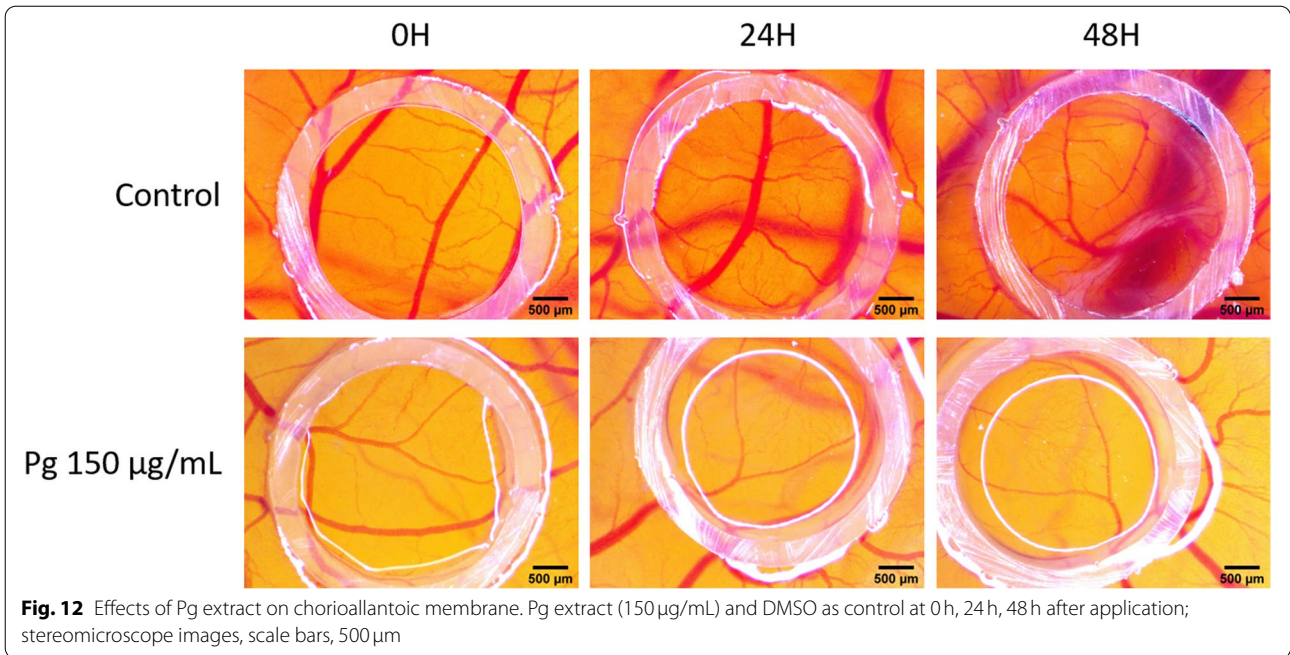 0H 24H 48H
Control
500 µm 500 µm 500 µm
Pg 150 µg/mL
500 µm 500 µm 500 µm
Fig. 12 Effects of Pg extract on chorioallantoic membrane. Pg extract (150 µg/mL) and DMSO as control at 0 h, 24 h, 48 h after application;
stereomicroscope images, scale bars, 500 µm